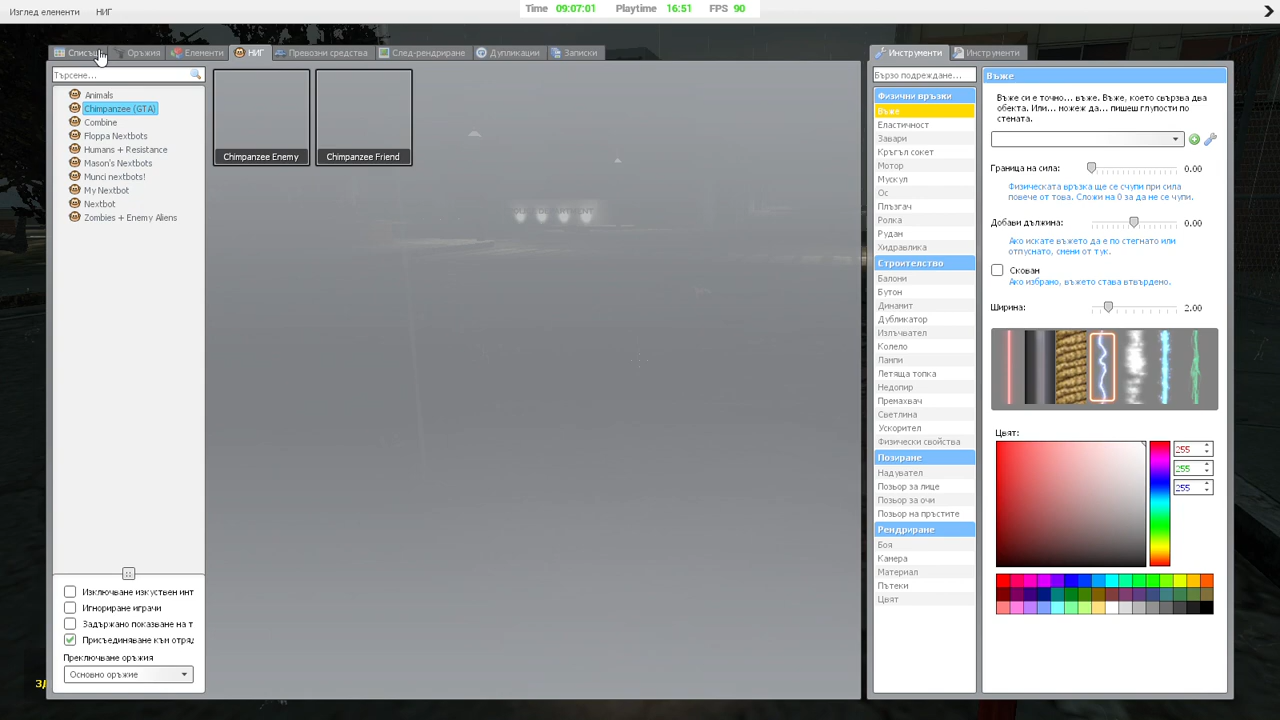 Изглед елементи НИГ
Time 09:07:01 Playtime 16:51 FPS 90
Оръжия Елементи НИГ Превозни средства След-рендриране Дупликации Записки
Инструменти Инструменти
Търсене...
Animals
Chimpanzee (GTA)
Combine
Floppa Nextbots
Humans + Resistance
Mason's Nextbots
Munci nextbots!
My Nextbot
Nextbot
Zombies + Enemy Aliens
Chimpanzee Enemy Chimpanzee Friend
Изключване изкуствен инт
Игнориране играчи
Задържано показване на т
Присъединяване към отряд
Преключване оръжия
Основно оръжие
Бързо подреждане...
Физични връзки
Въже
Еластичност
Завари
Кръгъл сокет
Мотор
Мускул
Ос
Плъзгач
Ролка
Рудан
Хидравлика
Строителство
Балони
Бутон
Динамит
Дубликатор
Излъчвател
Колело
Лампи
Летяща топка
Недопир
Премахвач
Светлина
Ускорител
Физически свойства
Позиране
Надувател
Позьор за лице
Позьор за очи
Позьор на пръстите
Рендриране
Боя
Камера
Материал
Пътеки
Цвят
Въже
Въже си е точно... въже. Въже, което свързва два
обекта. Или... можеж да... пишеш глупости по
стената.
Граница на сила: 0.00
Физическата връзка ще се счупи при сила
повече от това. Сложи на 0 за да не се чупи.
Добави дължина: 0.00
Ако искате въжето да е по стегнато или
отпуснато, смени от тук.
Скован
Ако избрано, въжето става втвърдено.
Ширина: 2.00
Цвят:
255
255
255